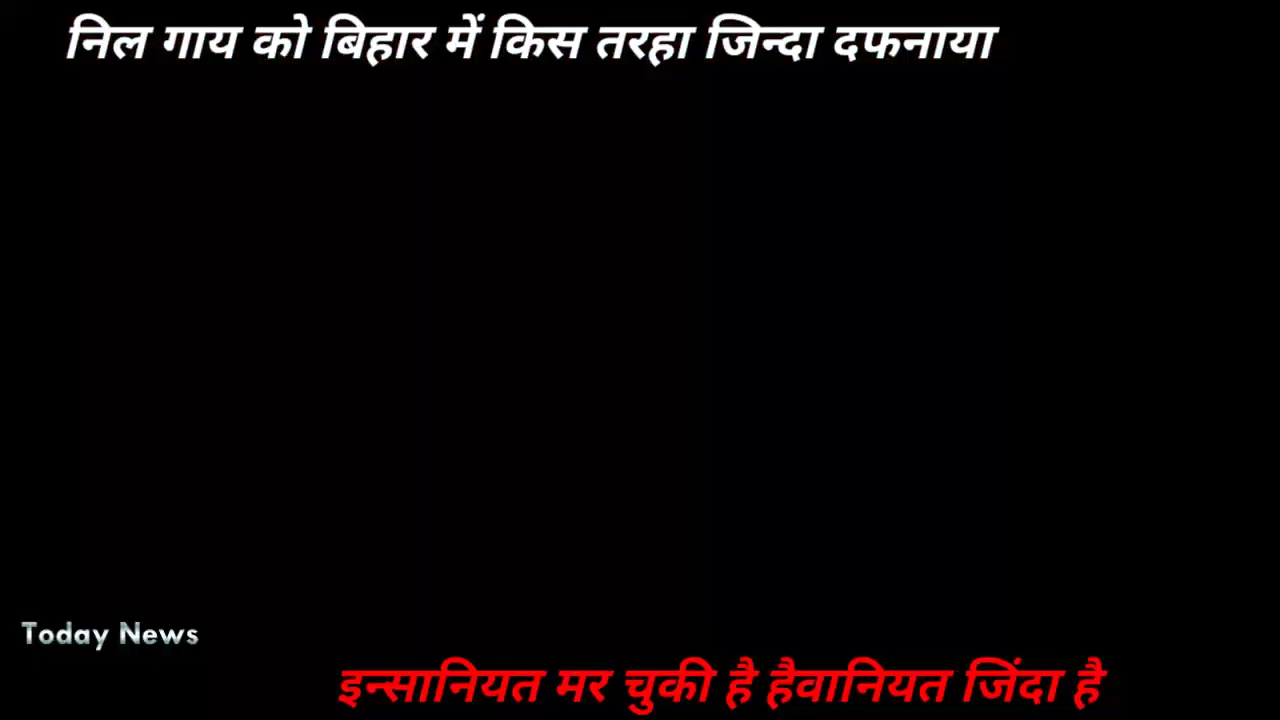 निल गाय को बिहार में किस तरहा जिन्दा दफनाया
Today News
इन्सानियत मर चुकी है हैवानियत जिंदा है